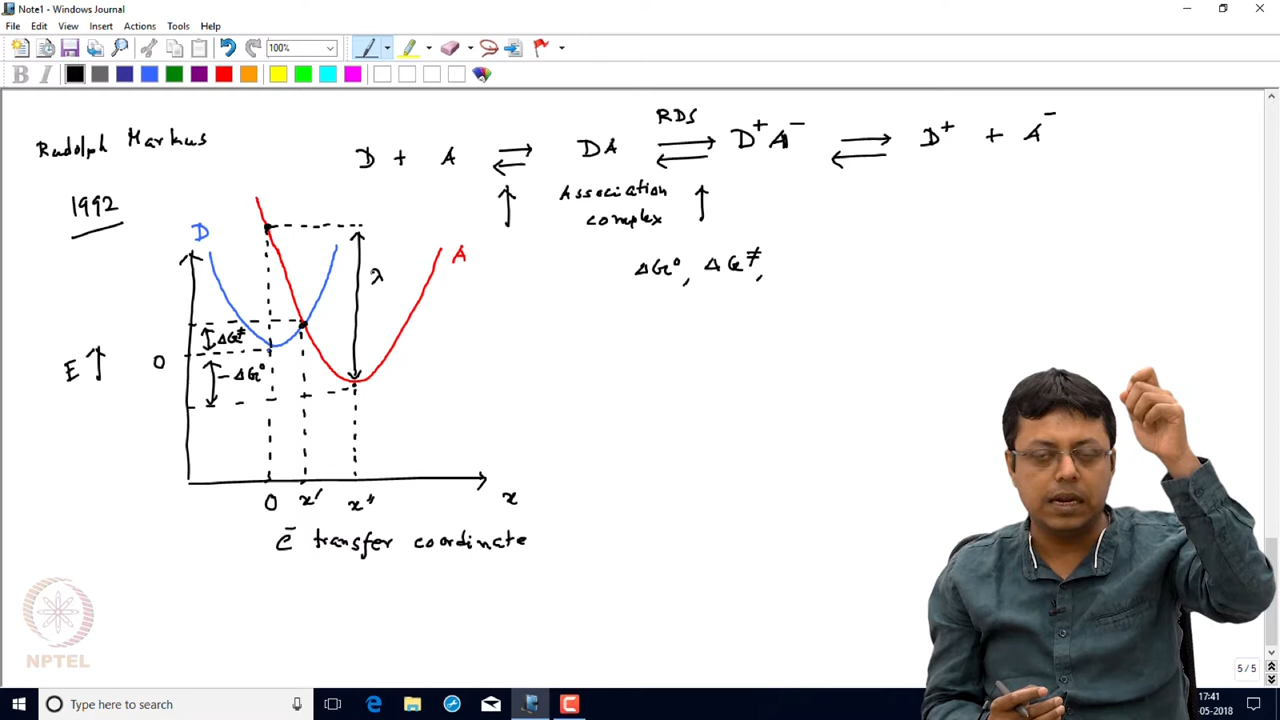 Note1 - Windows Journal
File Edit View Insert Actions Tools Help
100%
B I
Rudolph Markus
1992
D + A ⇌ DA ⇌ D⁺A⁻ ⇌ D⁺ + A⁻
RDS
Association
complex
ΔG°, ΔG≠,
D
A
λ
ΔG≠
-ΔG°
E ↑
0
0 x' x"
x
e⁻ transfer coordinate
NPTEL
5 / 5
Type here to search
17:41
-05-2018